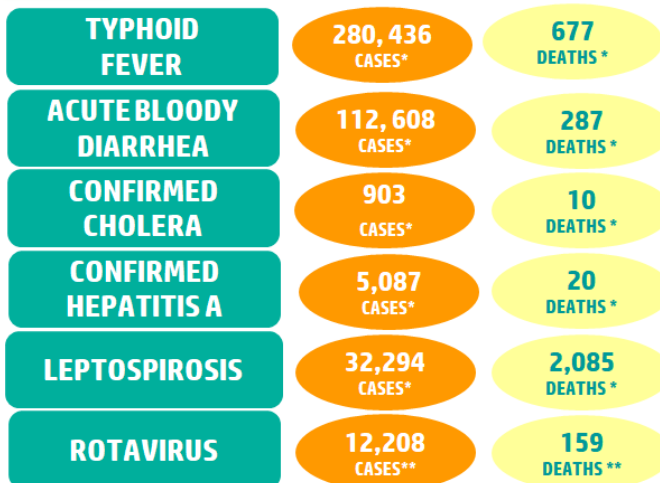 TYPHOID
FEVER
280, 436
CASES*
677
DEATHS *
ACUTE BLOODY
DIARRHEA
112, 608
CASES*
287
DEATHS *
CONFIRMED
CHOLERA
903
CASES*
10
DEATHS *
CONFIRMED
HEPATITIS A
5,087
CASES*
20
DEATHS *
LEPTOSPIROSIS
32,294
CASES*
2,085
DEATHS *
ROTAVIRUS
12,208
CASES**
159
DEATHS **